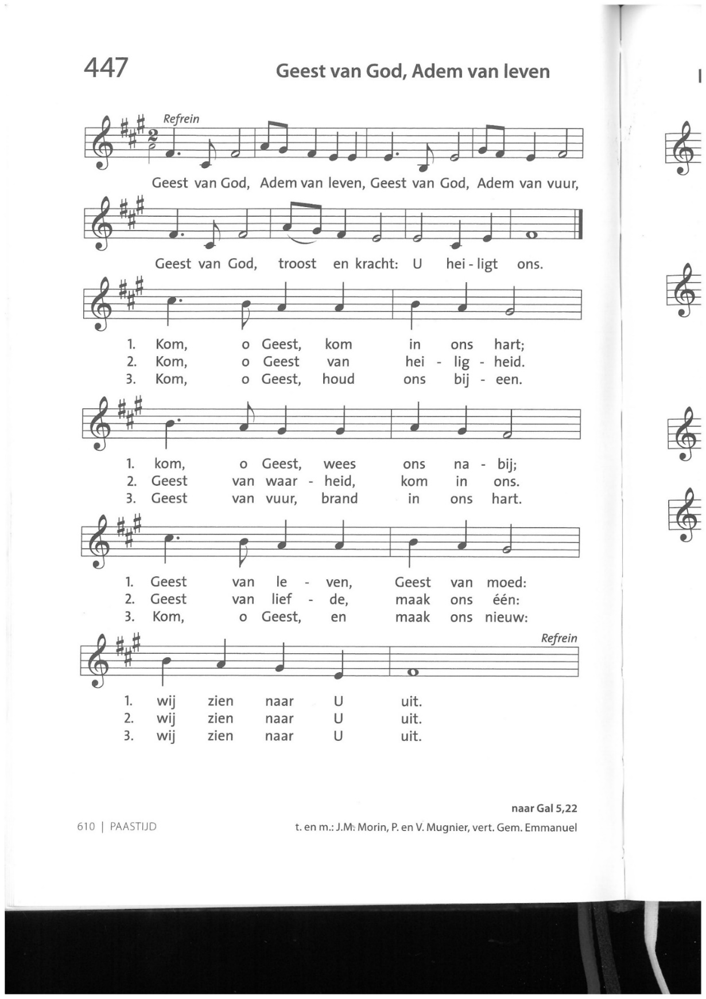 447
Geest van God, Adem van leven
Refrein
2
Geest van God, Adem van leven, Geest van God, Adem van vuur,
Geest van God, troost en kracht: U hei - ligt ons.
1. Kom, o Geest, kom in ons hart;
2. Kom, o Geest van hei - lig - heid.
3. Kom, o Geest, houd ons bij - een.
1. kom, o Geest, wees ons na - bij;
2. Geest van waar - heid, kom in ons.
3. Geest van vuur, brand in ons hart.
1. Geest van le - ven, Geest van moed:
2. Geest van lief - de, maak ons één:
3. Kom, o Geest, en maak ons nieuw:
Refrein
1. wij zien naar U uit.
2. wij zien naar U uit.
3. wij zien naar U uit.
naar Gal 5,22
610 | PAASTIJD
t. en m.: J.M. Morin, P. en V. Mugnier, vert. Gem. Emmanuel